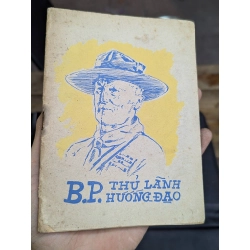 B.P. THỦ LÃNH
HƯỚNG-ĐẠO